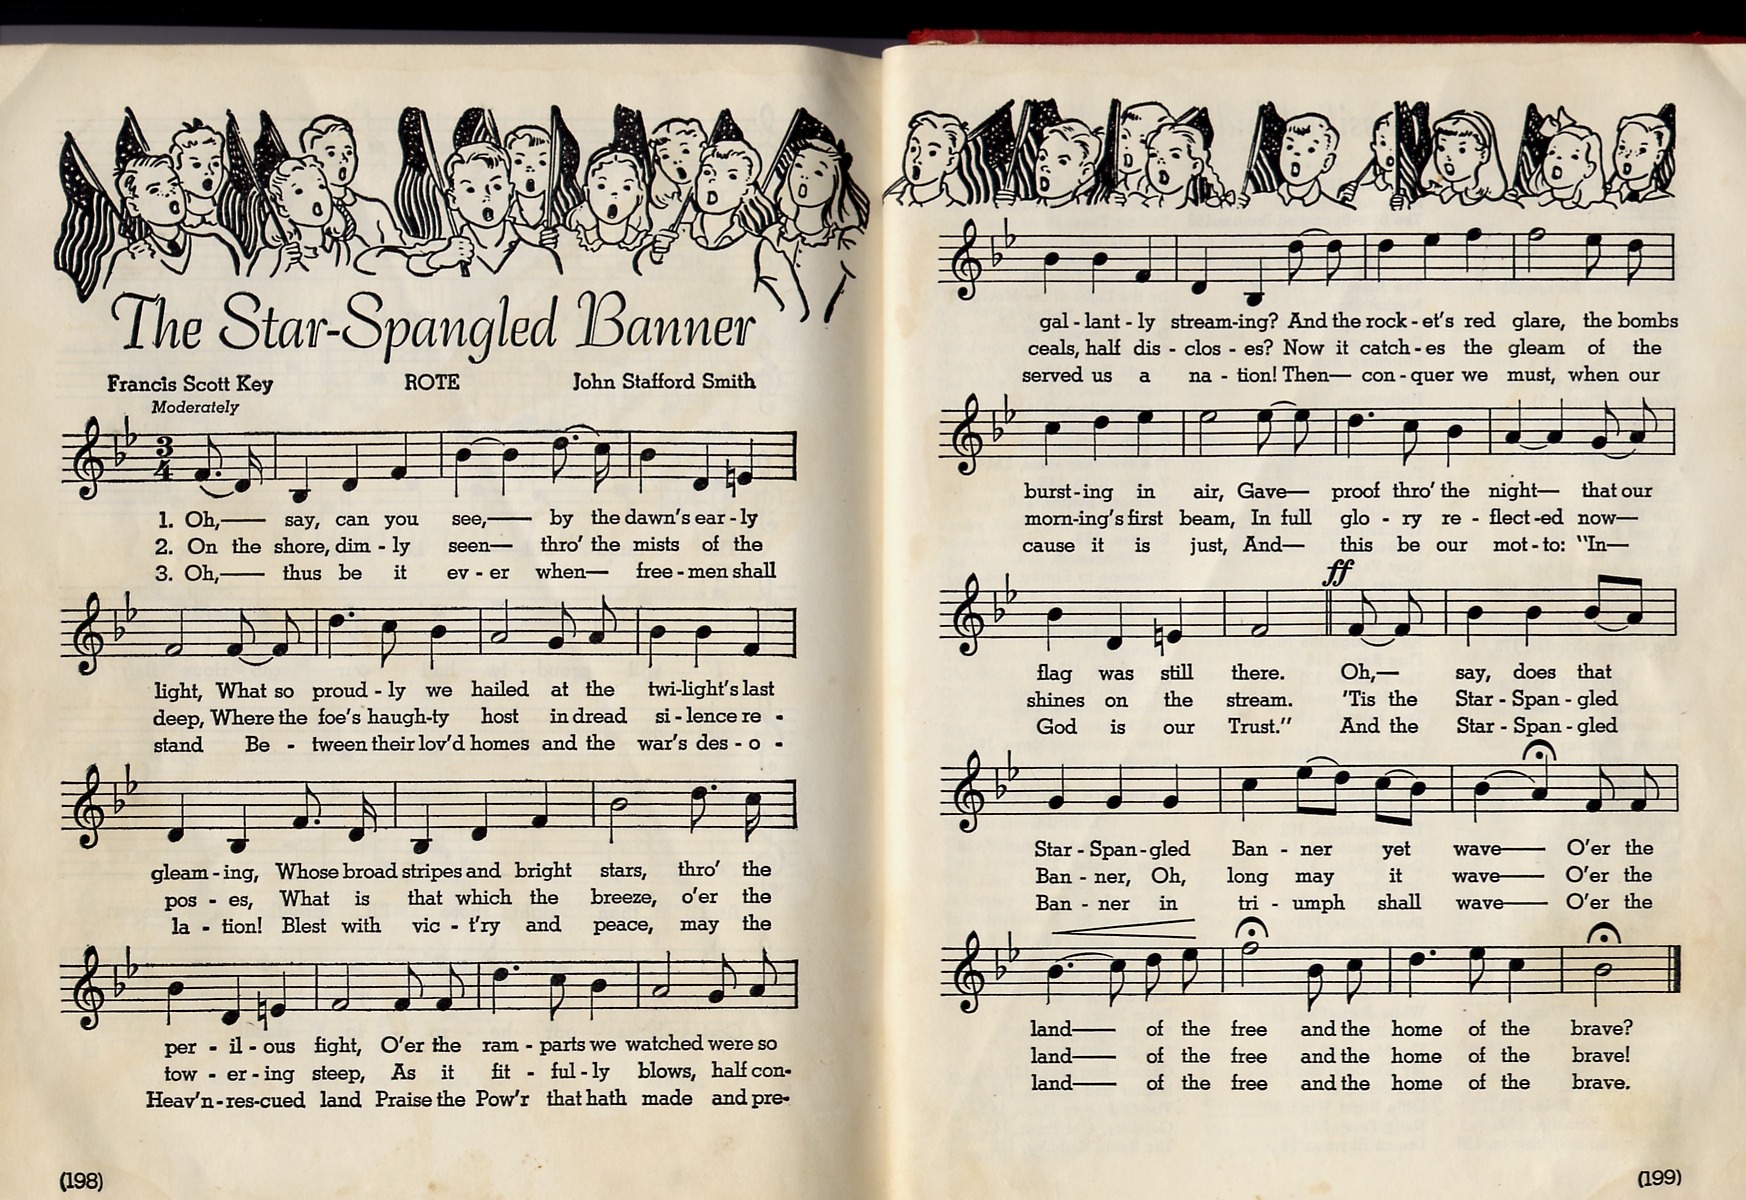 The Star-Spangled Banner
Francis Scott Key ROTE John Stafford Smith
Moderately
3
4
1. Oh,— say, can you see,— by the dawn's ear-ly
2. On the shore, dim - ly seen— thro' the mists of the
3. Oh,— thus be it ev - er when— free - men shall
light, What so proud - ly we hailed at the twi-light's last
deep, Where the foe's haugh-ty host in dread si - lence re -
stand Be - tween their lov'd homes and the war's des - o -
gleam - ing, Whose broad stripes and bright stars, thro' the
pos - es, What is that which the breeze, o'er the
la - tion! Blest with vic - t'ry and peace, may the
per - il - ous fight, O'er the ram - parts we watched were so
tow - er - ing steep, As it fit - ful - ly blows, half con-
Heav'n - res-cued land Praise the Pow'r that hath made and pre-
(198)
gal - lant - ly stream-ing? And the rock - et's red glare, the bombs
ceals, half dis - clos - es? Now it catch - es the gleam of the
served us a na - tion! Then— con - quer we must, when our
burst-ing in air, Gave— proof thro' the night— that our
morn-ing's first beam, In full glo - ry re - flect -ed now—
cause it is just, And— this be our mot - to: "In—
ff
flag was still there. Oh,— say, does that
shines on the stream. 'Tis the Star - Span - gled
God is our Trust." And the Star - Span - gled
Star - Span - gled Ban - ner yet wave— O'er the
Ban - ner, Oh, long may it wave— O'er the
Ban - ner in tri - umph shall wave— O'er the
land— of the free and the home of the brave?
land— of the free and the home of the brave!
land— of the free and the home of the brave.
(199)